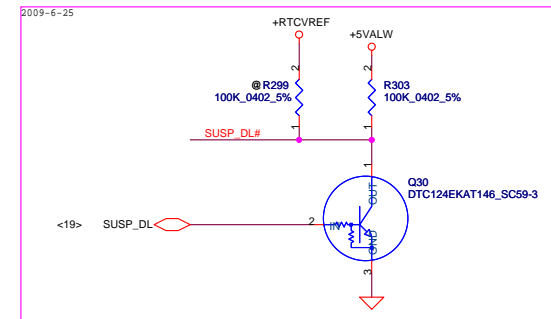 2009-6-25
+RTCVREF
+5VALW
2
2
@ R299
100K_0402_5%
R303
100K_0402_5%
1
1
SUSP_DL#
1
Q30
DTC124EKAT146_SC59-3
OUT
<19>
SUSP_DL
2
IN
GND
3